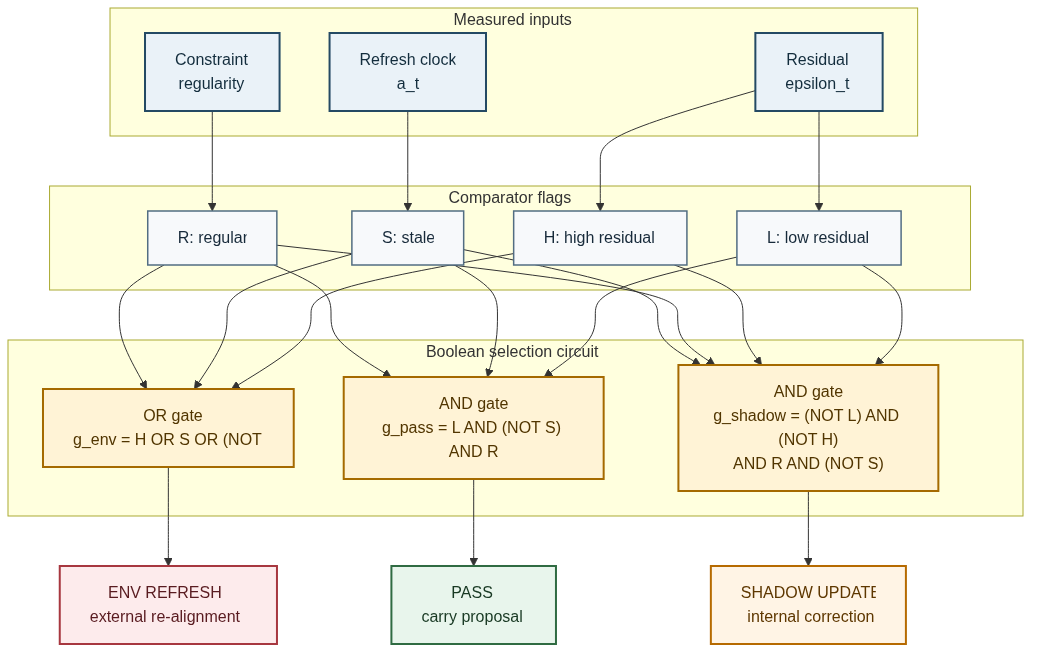 Measured inputs
Constraint
regularity
Refresh clock
a_t
Residual
epsilon_t
Comparator flags
R: regular
S: stale
H: high residual
L: low residual
Boolean selection circuit
OR gate
g_env = H OR S OR (NOT
AND gate
g_pass = L AND (NOT S)
AND R
AND gate
g_shadow = (NOT L) AND
(NOT H)
AND R AND (NOT S)
ENV REFRESH
external re-alignment
PASS
carry proposal
SHADOW UPDATE
internal correction